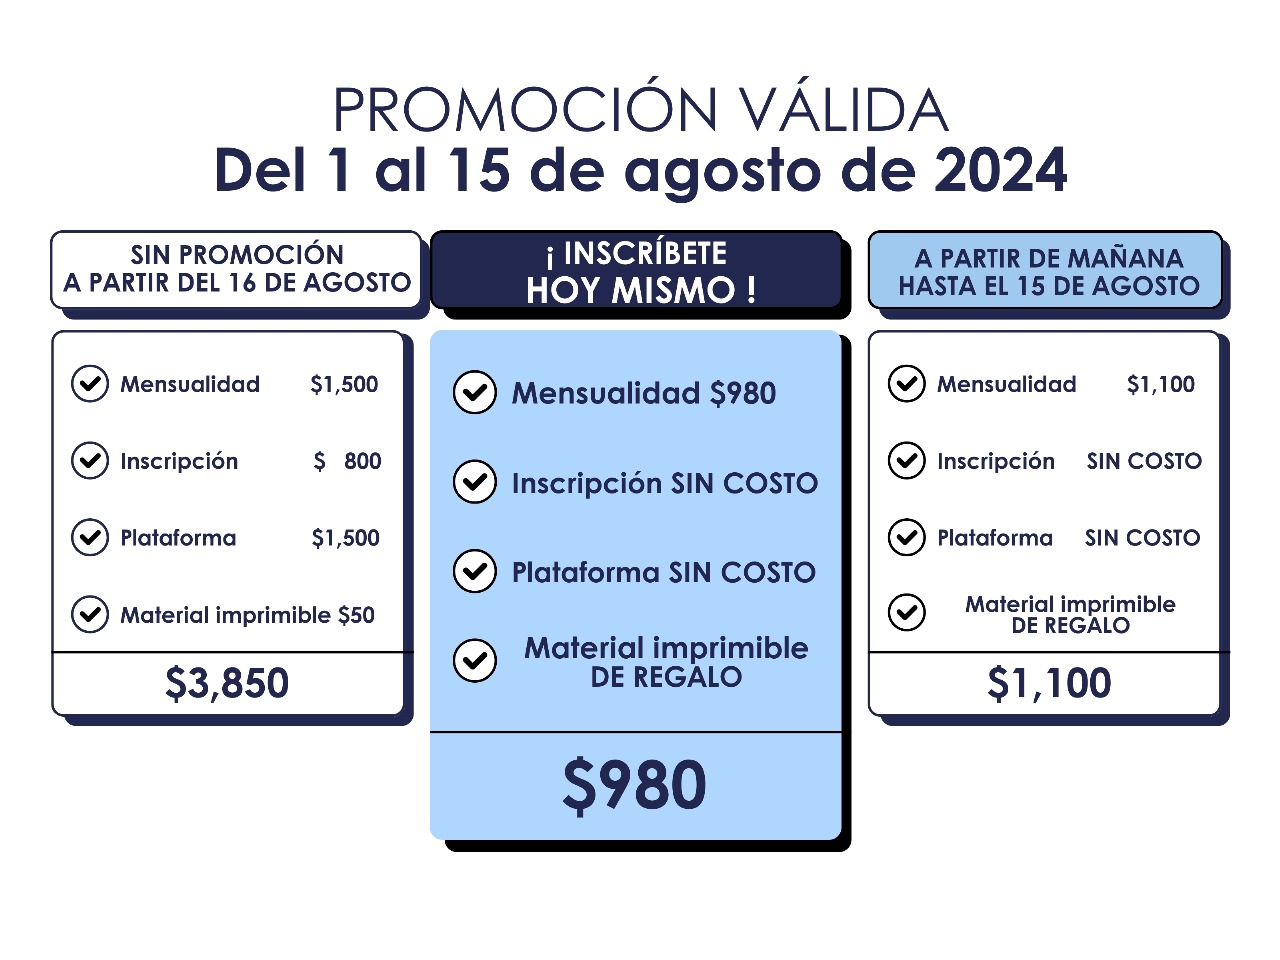 PROMOCIÓN VÁLIDA
Del 1 al 15 de agosto de 2024
SIN PROMOCIÓN
A PARTIR DEL 16 DE AGOSTO
Mensualidad $1,500
Inscripción $ 800
Plataforma $1,500
Material imprimible $50
$3,850
¡ INSCRÍBETE
HOY MISMO !
Mensualidad $980
Inscripción SIN COSTO
Plataforma SIN COSTO
Material imprimible
DE REGALO
$980
A PARTIR DE MAÑANA
HASTA EL 15 DE AGOSTO
Mensualidad $1,100
Inscripción SIN COSTO
Plataforma SIN COSTO
Material imprimible
DE REGALO
$1,100